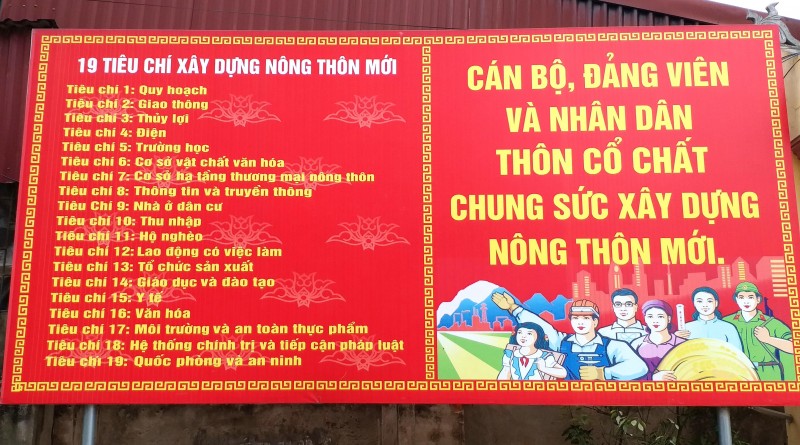 19 TIÊU CHÍ XÂY DỰNG NÔNG THÔN MỚI
Tiêu chí 1: Quy hoạch
Tiêu chí 2: Giao thông
Tiêu chí 3: Thủy lợi
Tiêu chí 4: Điện
Tiêu chí 5: Trường học
Tiêu chí 6: Cơ sở vật chất văn hóa
Tiêu chí 7: Cơ sở hạ tầng thương mại nông thôn
Tiêu chí 8: Thông tin và truyền thông
Tiêu Chí 9: Nhà ở dân cư
Tiêu chí 10: Thu nhập
Tiêu chí 11: Hộ nghèo
Tiêu chí 12: Lao động có việc làm
Tiêu chí 13: Tổ chức sản xuất
Tiêu chí 14: Giáo dục và đào tạo
Tiêu chí 15: Y tế
Tiêu chí 16: Văn hóa
Tiêu chí 17: Môi trường và an toàn thực phẩm
Tiêu chí 18: Hệ thống chính trị và tiếp cận pháp luật
Tiêu chí 19: Quốc phòng và an ninh
CÁN BỘ, ĐẢNG VIÊN
VÀ NHÂN DÂN
THÔN CỔ CHẤT
CHUNG SỨC XÂY DỰNG
NÔNG THÔN MỚI.